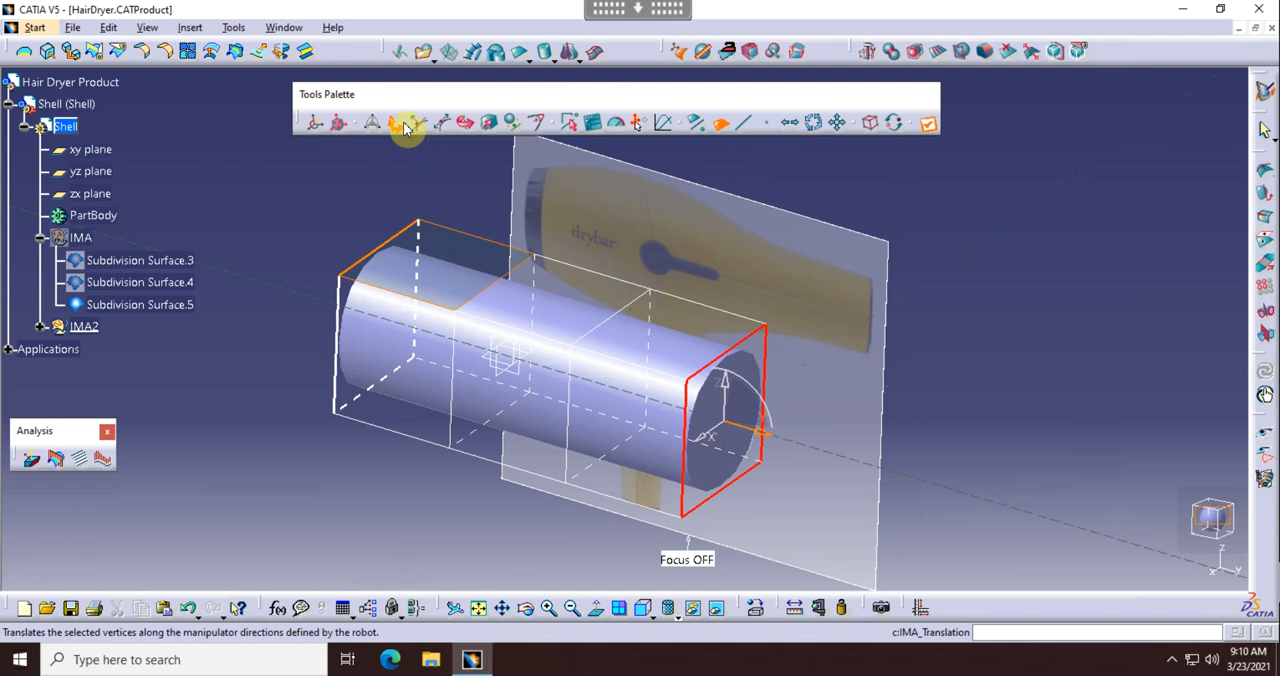 CATIA V5 - [HairDryer.CATProduct]
Start File Edit View Insert Tools Window Help
Tools Palette
Hair Dryer Product
Shell (Shell)
Shell
xy plane
yz plane
zx plane
PartBody
IMA
Subdivision Surface.3
Subdivision Surface.4
Subdivision Surface.5
IMA2
Applications
drybar
Analysis
x
Z
X
Focus OFF
z
x
y
f(x)
Translates the selected vertices along the manipulator directions defined by the robot.
c:IMA_Translation
DASSAULT SYSTEMES
Type here to search
9:10 AM
3/23/2021